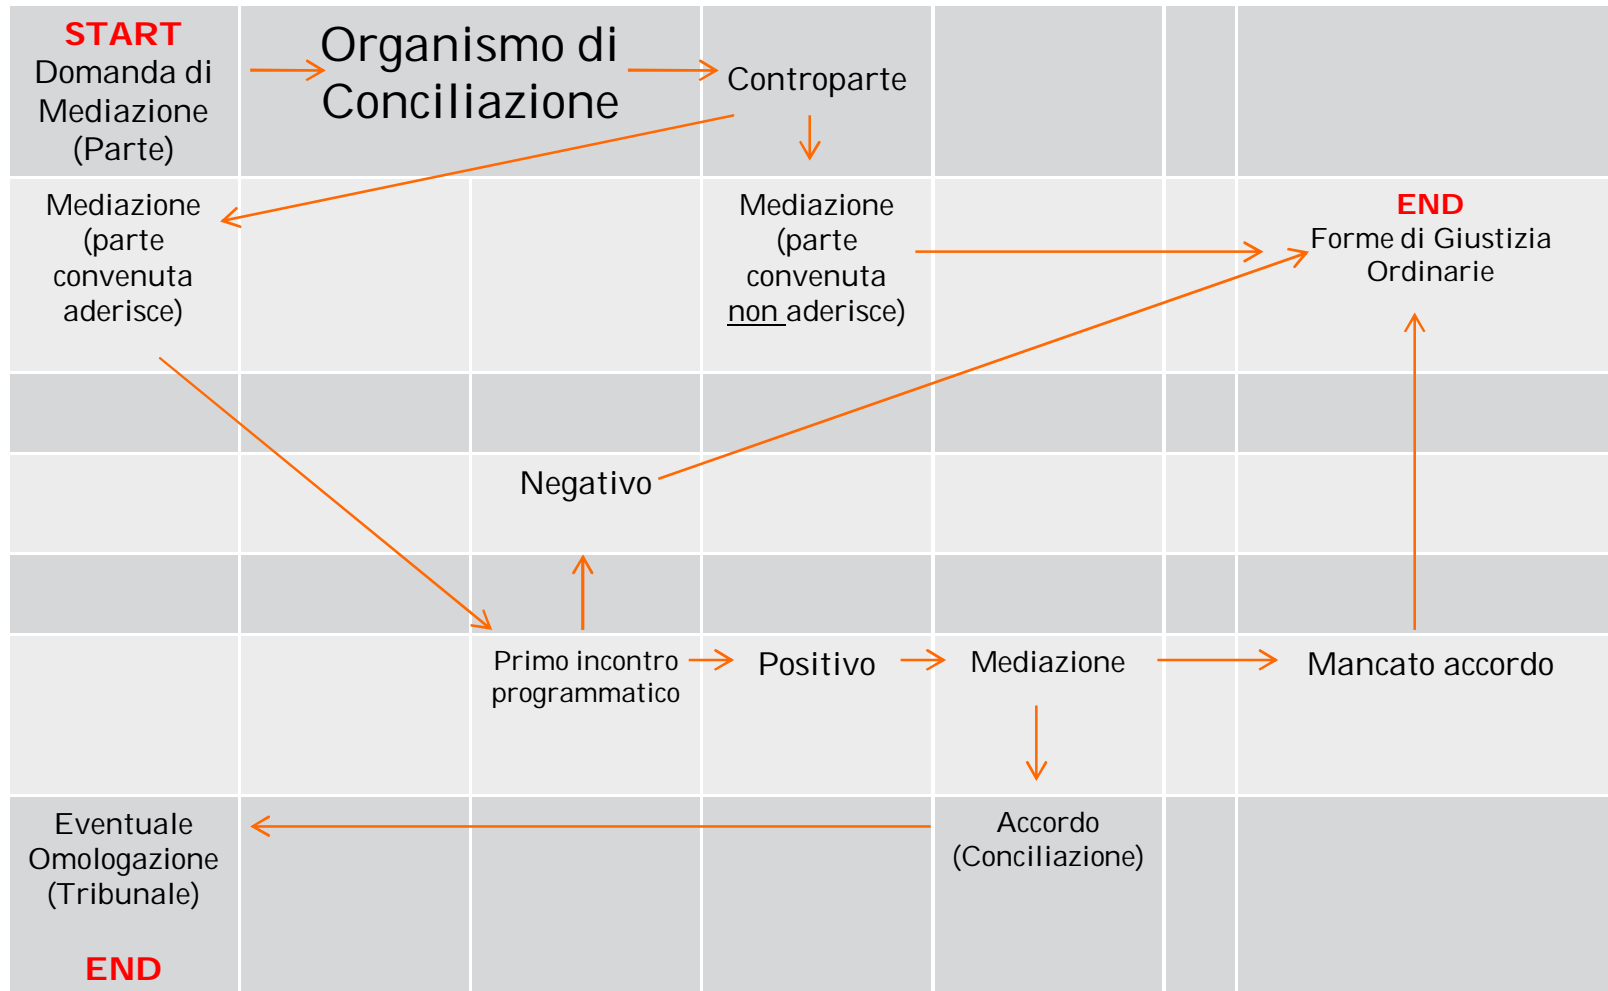 START
Domanda di
Mediazione
(Parte)
Organismo di
Conciliazione
Controparte
Mediazione
(parte
convenuta
aderisce)
Mediazione
(parte
convenuta
non aderisce)
END
Forme di Giustizia
Ordinarie
Negativo
Primo incontro
programmatico
Positivo
Mediazione
Mancato accordo
Eventuale
Omologazione
(Tribunale)
END
Accordo
(Conciliazione)